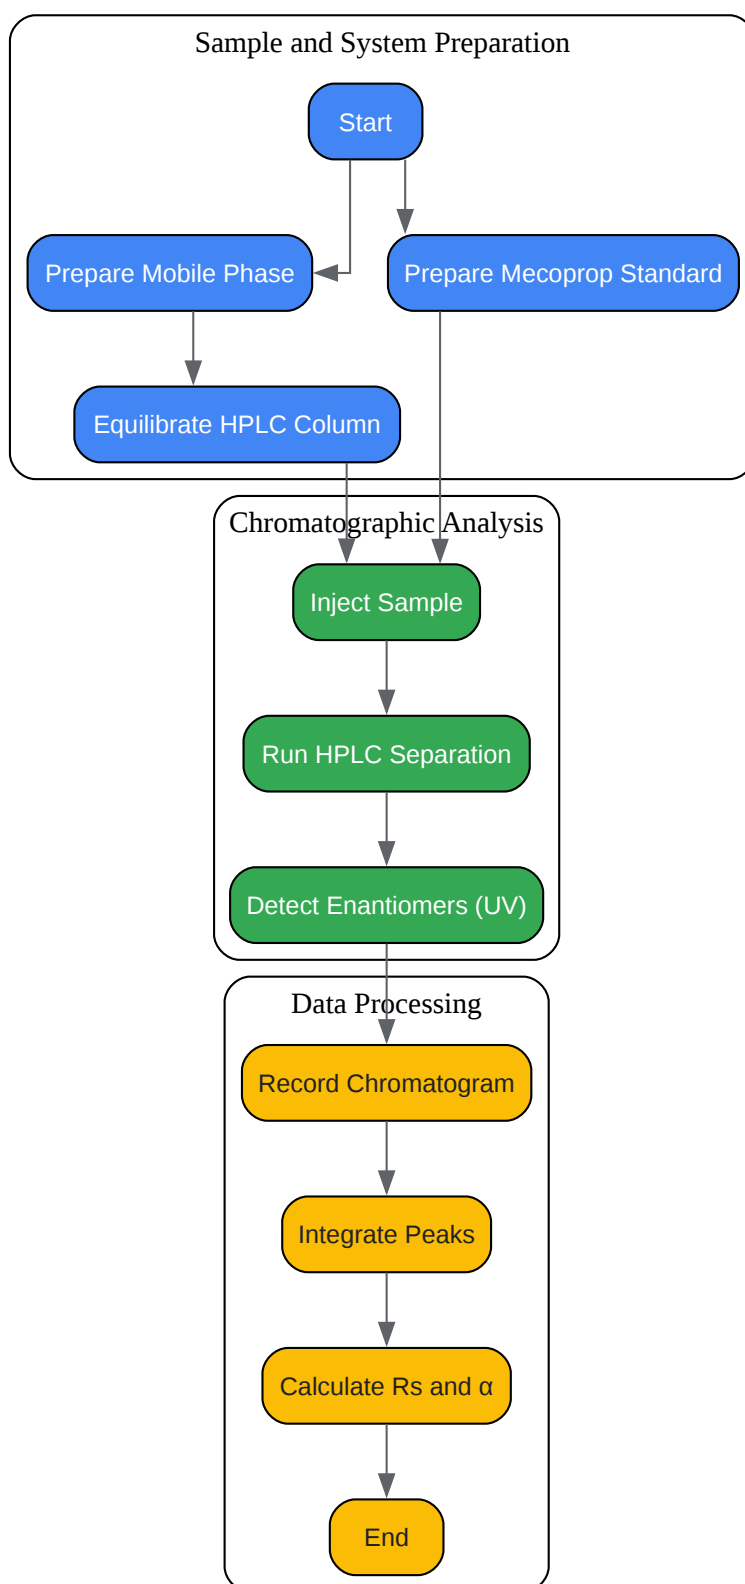 Sample and System Preparation
Start
Prepare Mobile Phase
Prepare Mecoprop Standard
Equilibrate HPLC Column
Chromatographic Analysis
Inject Sample
Run HPLC Separation
Detect Enantiomers (UV)
Data Processing
Record Chromatogram
Integrate Peaks
Calculate Rs and α
End